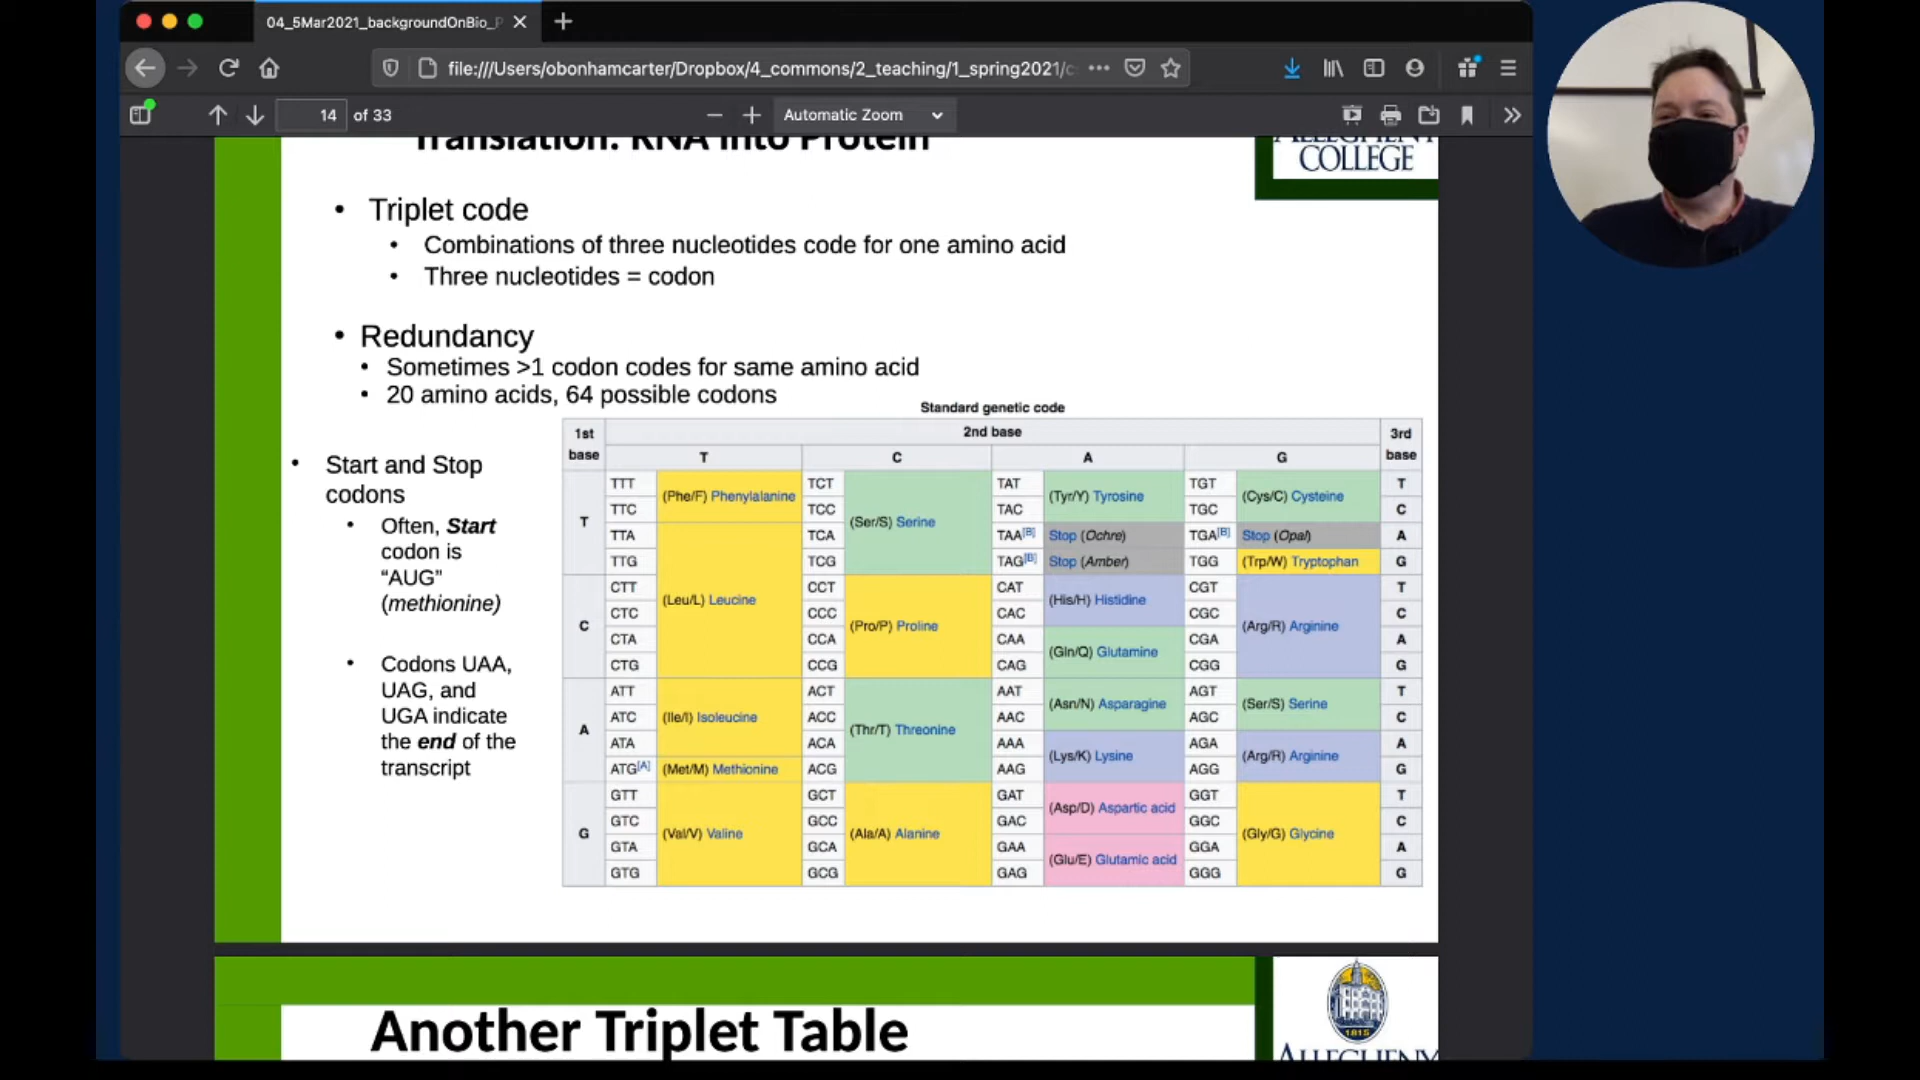 04_5Mar2021_backgroundOnBio_P
file:///Users/obonhamcarter/Dropbox/4_commons/2_teaching/1_spring2021/c
14 of 33
Automatic Zoom
Translation: RNA into Protein
ALLEGHENY
COLLEGE
• Triplet code
• Combinations of three nucleotides code for one amino acid
• Three nucleotides = codon
• Redundancy
• Sometimes >1 codon codes for same amino acid
• 20 amino acids, 64 possible codons
• Start and Stop
codons
• Often, Start
codon is
“AUG”
(methionine)
• Codons UAA,
UAG, and
UGA indicate
the end of the
transcript
Standard genetic code
1st base 2nd base 3rd base
T C A G
T TTT (Phe/F) Phenylalanine TCT (Ser/S) Serine TAT (Tyr/Y) Tyrosine TGT (Cys/C) Cysteine T
TTC TCC TAC TGC C
TTA (Leu/L) Leucine TCA TAA[B] Stop (Ochre) TGA[B] Stop (Opal) A
TTG TCG TAG[B] Stop (Amber) TGG (Trp/W) Tryptophan G
C CTT CCT (Pro/P) Proline CAT (His/H) Histidine CGT (Arg/R) Arginine T
CTC CCC CAC CGC C
CTA CCA CAA (Gln/Q) Glutamine CGA A
CTG CCG CAG CGG G
A ATT (Ile/I) Isoleucine ACT (Thr/T) Threonine AAT (Asn/N) Asparagine AGT (Ser/S) Serine T
ATC ACC AAC AGC C
ATA ACA AAA (Lys/K) Lysine AGA (Arg/R) Arginine A
ATG[A] (Met/M) Methionine ACG AAG AGG G
G GTT (Val/V) Valine GCT (Ala/A) Alanine GAT (Asp/D) Aspartic acid GGT (Gly/G) Glycine T
GTC GCC GAC GGC C
GTA GCA GAA (Glu/E) Glutamic acid GGA A
GTG GCG GAG GGG G
Another Triplet Table
1815
ALLEGHENY